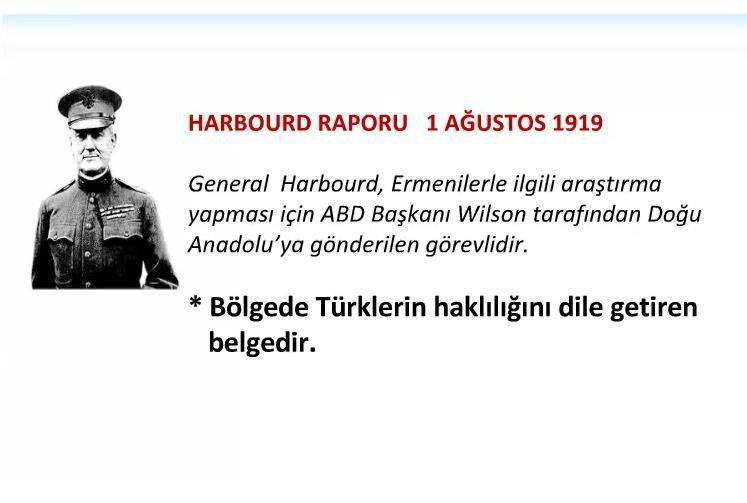 HARBOURD RAPORU 1 AĞUSTOS 1919
General Harbourd, Ermenilerle ilgili araştırma
yapması için ABD Başkanı Wilson tarafından Doğu
Anadolu’ya gönderilen görevlidir.
* Bölgede Türklerin haklılığını dile getiren
belgedir.